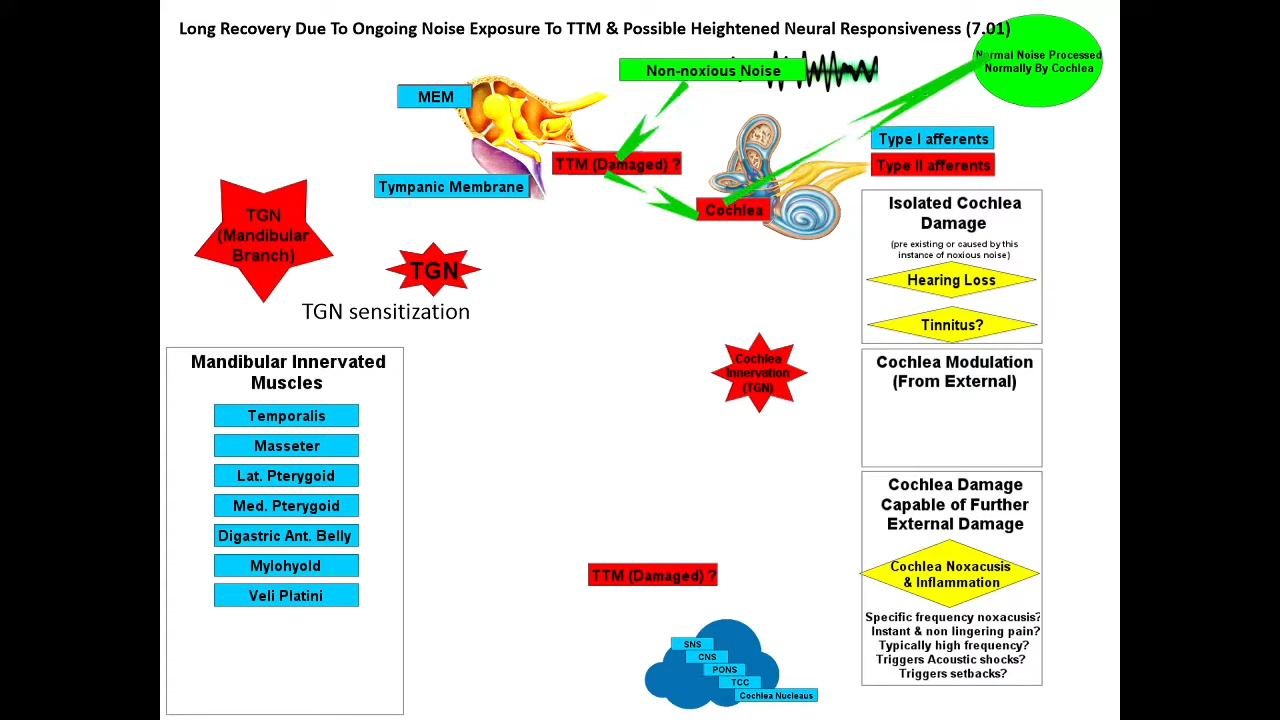 Long Recovery Due To Ongoing Noise Exposure To TTM & Possible Heightened Neural Responsiveness (7.01)
Normal Noise Processed
Normally By Cochlea
Non-noxious Noise
MEM
Type I afferents
TTM (Damaged) ?
Type II afferents
Tympanic Membrane
Cochlea
Isolated Cochlea
Damage
(pre existing or caused by this
instance of noxious noise)
Hearing Loss
Tinnitus?
TGN
(Mandibular
Branch)
TGN
TGN sensitization
Mandibular Innervated
Muscles
Temporalis
Masseter
Lat. Pterygoid
Med. Pterygoid
Digastric Ant. Belly
Mylohyold
Veli Platini
Cochlea
Innervation
(TGN)
Cochlea Modulation
(From External)
Cochlea Damage
Capable of Further
External Damage
Cochlea Noxacusis
& Inflammation
Specific frequency noxacusis?
Instant & non lingering pain?
Typically high frequency?
Triggers Acoustic shocks?
Triggers setbacks?
TTM (Damaged) ?
SNS
CNS
PONS
TCC
Cochlea Nucleaus